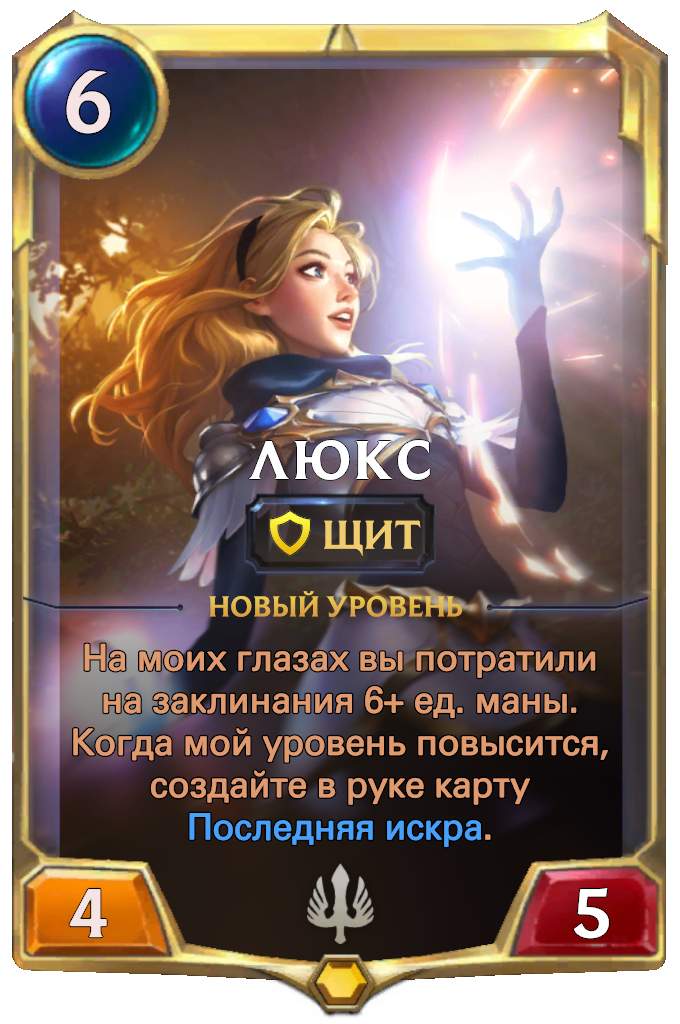 6
ЛЮКС
ЩИТ
НОВЫЙ УРОВЕНЬ
На моих глазах вы потратили
на заклинания 6+ ед. маны.
Когда мой уровень повысится,
создайте в руке карту
Последняя искра.
4
5